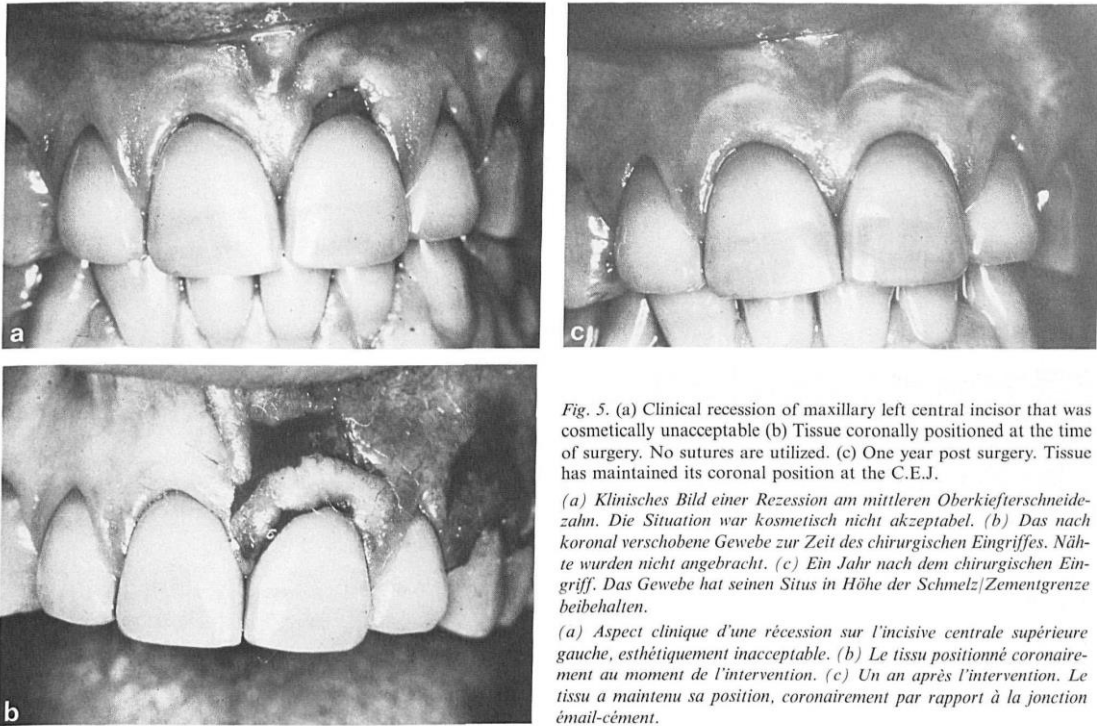 a
c
b
Fig. 5. (a) Clinical recession of maxillary left central incisor that was
cosmetically unacceptable (b) Tissue coronally positioned at the time
of surgery. No sutures are utilized. (c) One year post surgery. Tissue
has maintained its coronal position at the C.E.J.
(a) Klinisches Bild einer Rezession am mittleren Oberkiefterschneide-
zahn. Die Situation war kosmetisch nicht akzeptabel. (b) Das nach
koronal verschobene Gewebe zur Zeit des chirurgischen Eingriffes. Näh-
te wurden nicht angebracht. (c) Ein Jahr nach dem chirurgischen Ein-
griff. Das Gewebe hat seinen Situs in Höhe der Schmelz/Zementgrenze
beibehalten.
(a) Aspect clinique d'une récession sur l'incisive centrale supérieure
gauche, esthétiquement inacceptable. (b) Le tissu positionné coronaire-
ment au moment de l'intervention. (c) Un an après l'intervention. Le
tissu a maintenu sa position, coronairement par rapport à la jonction
émail-cément.